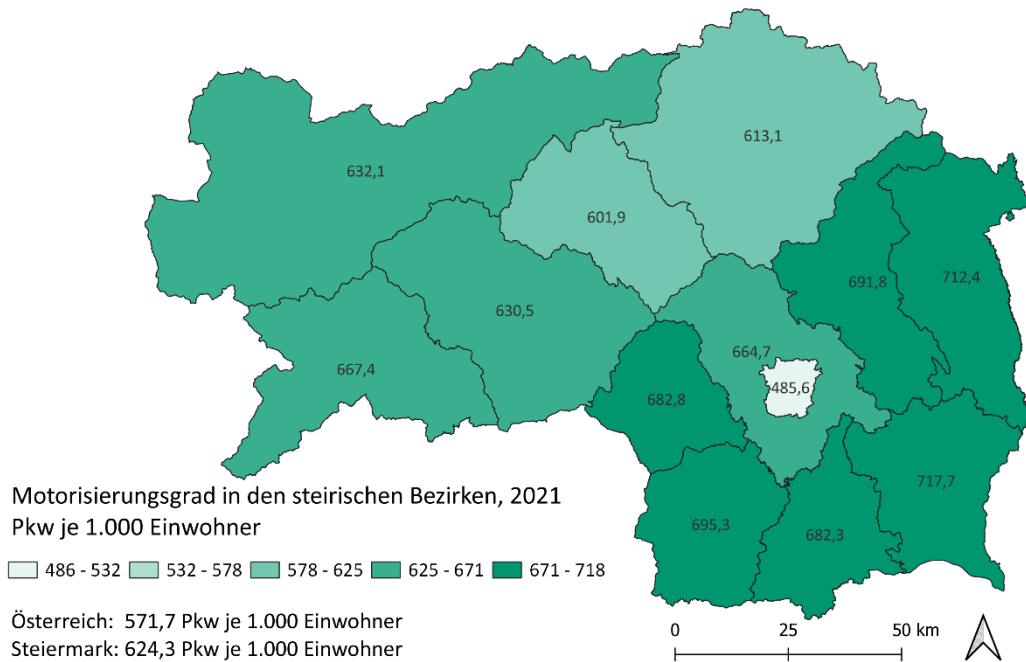 613,1
632,1
601,9
691,8
712,4
630,5
664,7
667,4
485,6
682,8
717,7
695,3
682,3
Motorisierungsgrad in den steirischen Bezirken, 2021
Pkw je 1.000 Einwohner
486 - 532 532 - 578 578 - 625 625 - 671 671 - 718
Österreich: 571,7 Pkw je 1.000 Einwohner
Steiermark: 624,3 Pkw je 1.000 Einwohner
0 25 50 km